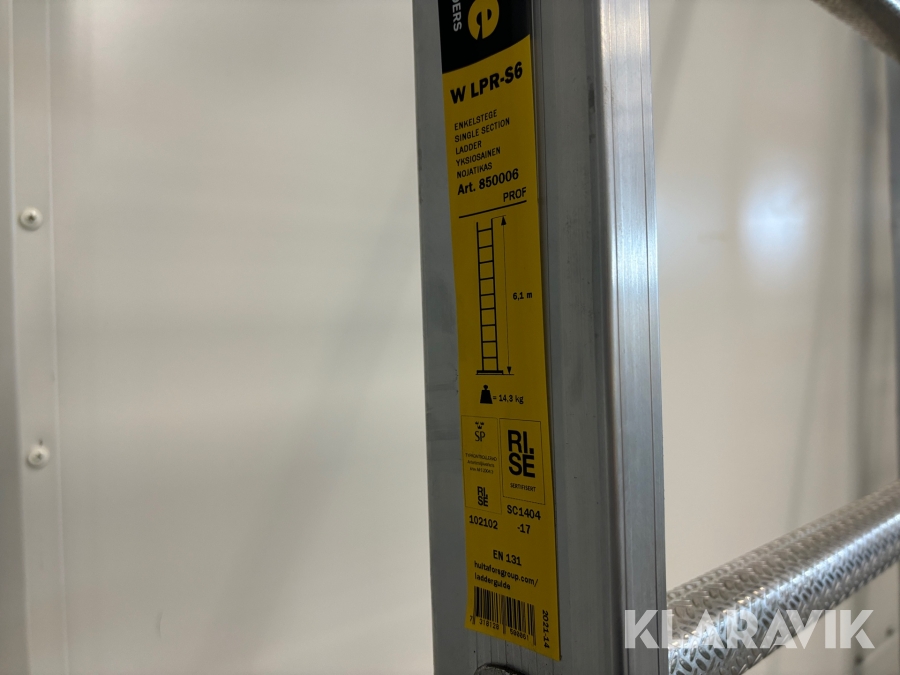 DERS
e
W LPR-S6
ENKELSTEGE
SINGLE SECTION
LADDER
YKSIOSAINEN
NOJATIKAS
Art. 850006
PROF
6,1 m
= 14.3 kg
SP
RI.
SE
SERTIFISERT
RI.
SE
102102
SC1404
-17
EN 131
hultaforsgroup.com/
ladderguide
2021-14
KLARAVIK